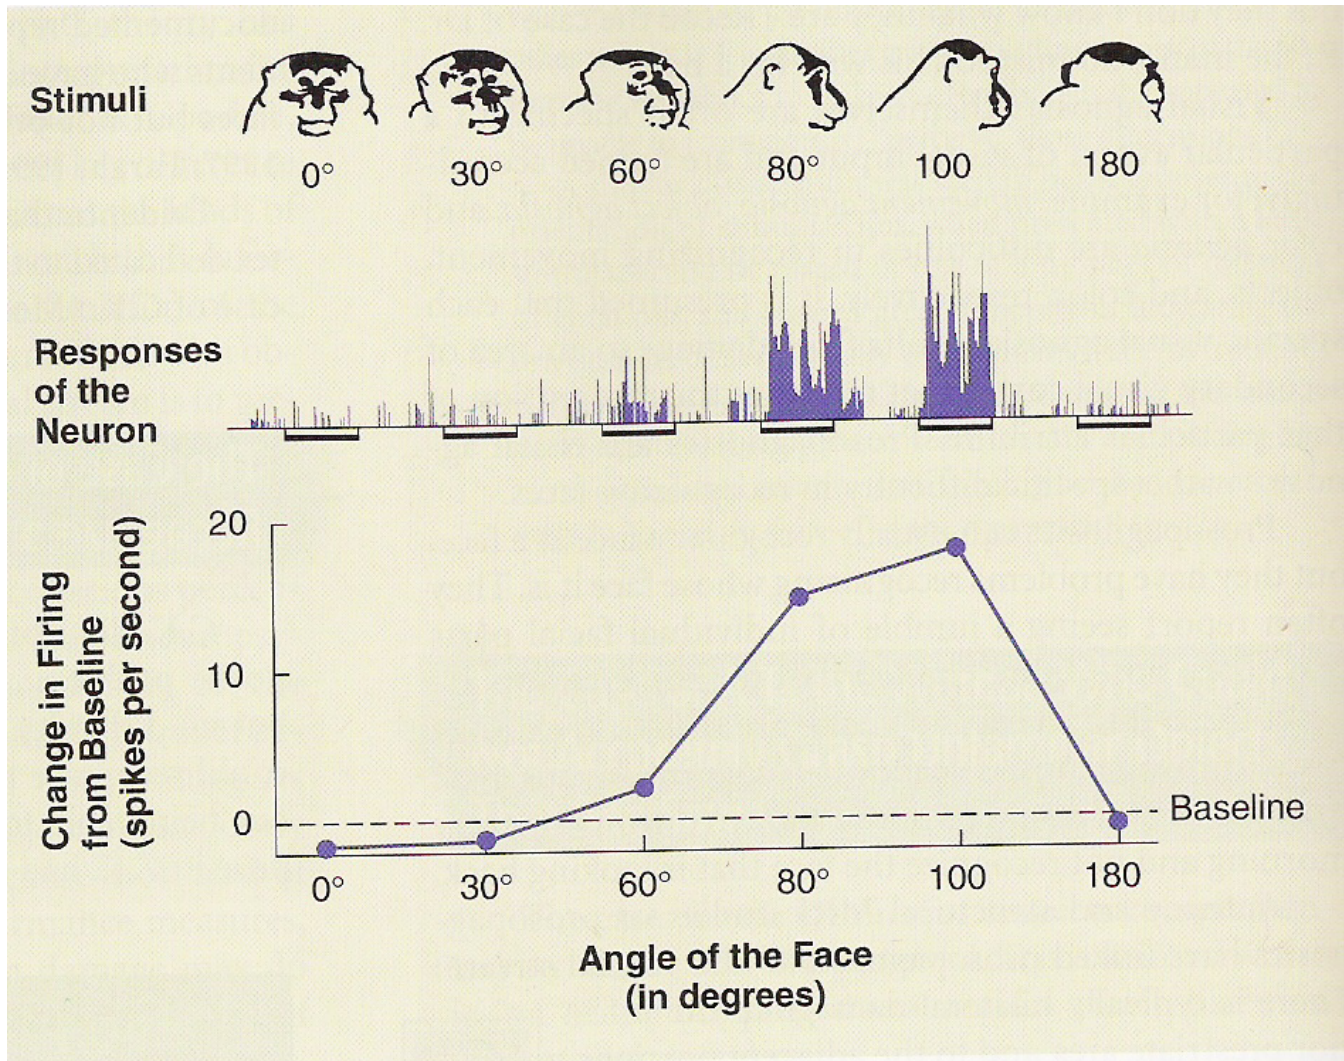 Stimuli
0° 30° 60° 80° 100 180
Responses
of the
Neuron
Change in Firing
from Baseline
(spikes per second)
20
10
0
Baseline
0° 30° 60° 80° 100 180
Angle of the Face
(in degrees)